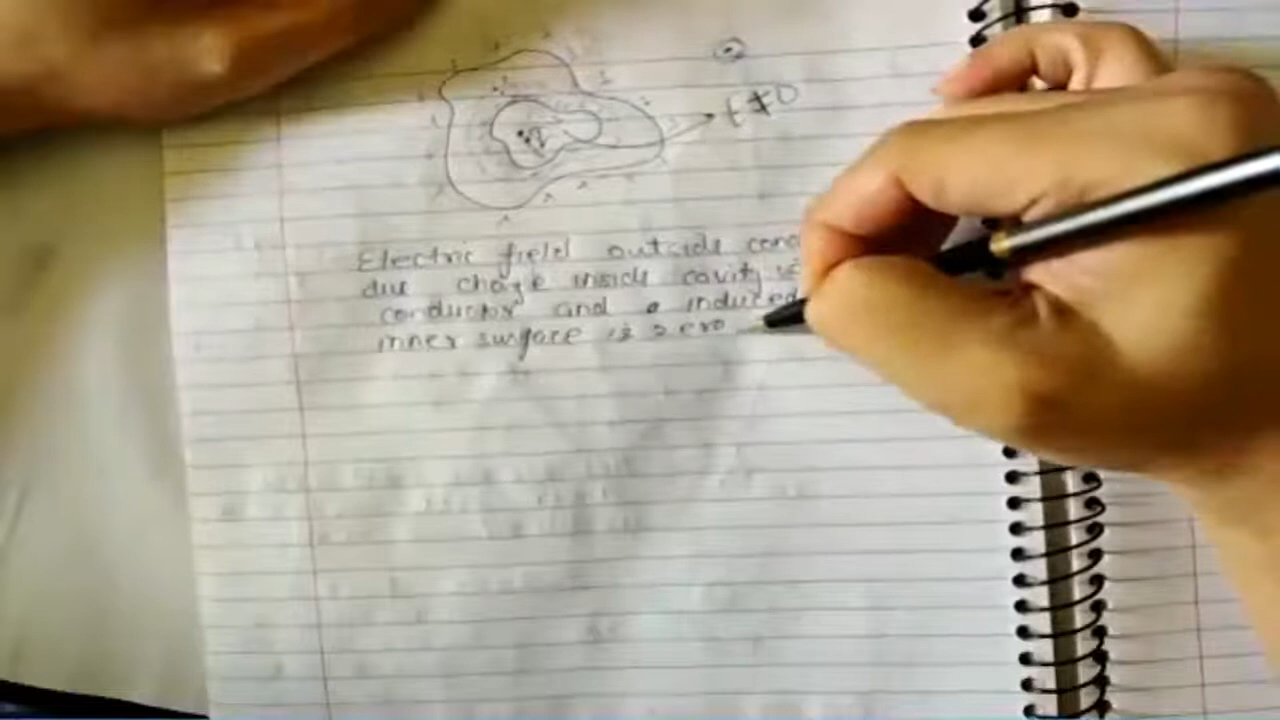 E ≠ 0
Electric field outside
due charge inside cavity
conductor and induced
inner surface is zero